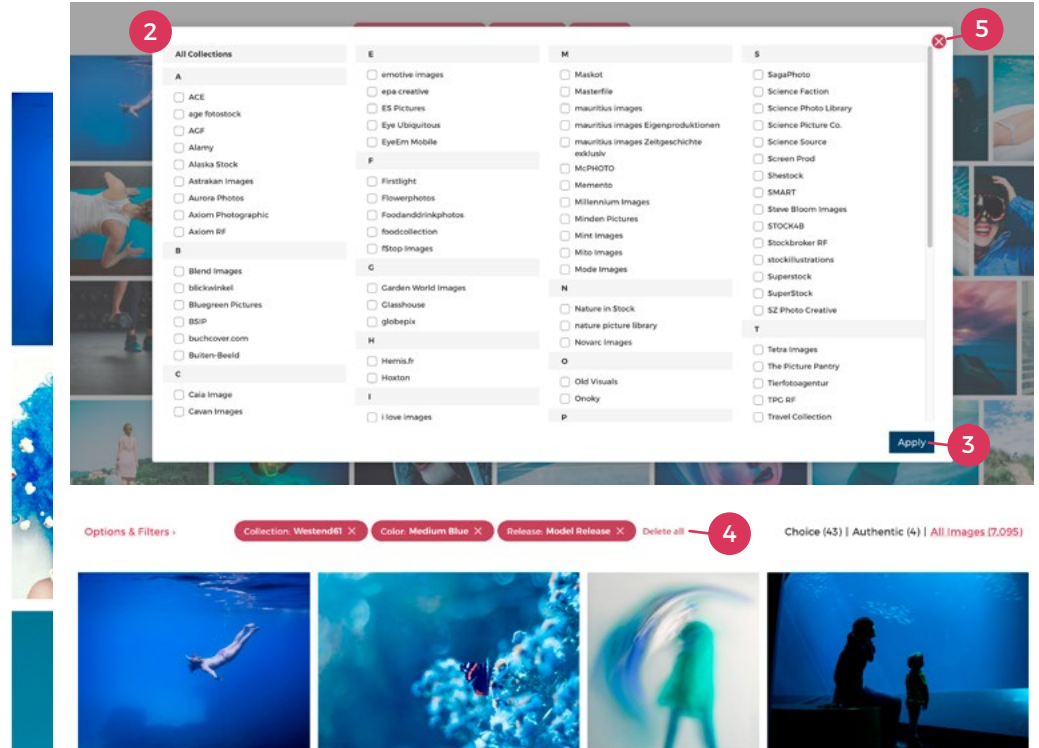 2
5
All Collections
A
ACE
age fotostock
AGF
Alamy
Alaska Stock
Astrakan Images
Aurora Photos
Axiom Photographic
Axiom RF
B
Blend Images
blickwinkel
Bluegreen Pictures
BSIP
buchcover.com
Buiten-Beeld
C
Caia Image
Cavan Images
E
emotive images
epa creative
ES Pictures
Eye Ubiquitous
EyeEm Mobile
F
Firstlight
Flowerphotos
Foodanddrinkphotos
foodcollection
fStop Images
G
Garden World Images
Glasshouse
globepix
H
Hemis.fr
Hoxton
I
i love images
M
Maskot
Masterfile
mauritius images
mauritius images Eigenproduktionen
mauritius images Zeitgeschichte
exklusiv
McPHOTO
Memento
Millennium Images
Minden Pictures
Mint Images
Mito Images
Mode Images
N
Nature in Stock
nature picture library
Novarc Images
O
Old Visuals
Onoky
P
S
SagaPhoto
Science Faction
Science Photo Library
Science Picture Co.
Science Source
Screen Prod
Shestock
SMART
Steve Bloom Images
STOCK4B
Stockbroker RF
stockillustrations
Superstock
SuperStock
SZ Photo Creative
T
Tetra Images
The Picture Pantry
Tierfotoagentur
TPG RF
Travel Collection
Apply
3
Options & Filters ›
Collection: Westend61 ×
Color: Medium Blue ×
Release: Model Release ×
Delete all
4
Choice (43) | Authentic (4) | All Images (7,095)